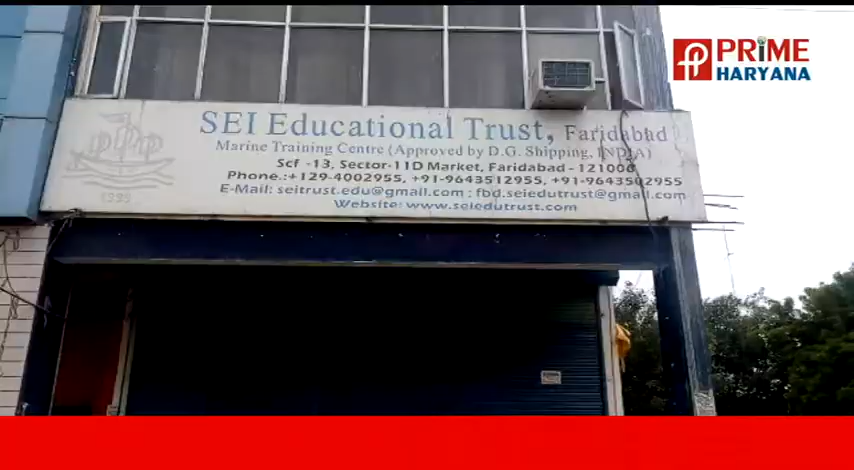 PRIME
HARYANA
SEI Educational Trust, Faridabad
Marine Training Centre (Approved by D.G. Shipping, INDIA)
Scf -13, Sector-11D Market, Faridabad - 121006
Phone.:+129-4002955, +91-9643512955, +91-9643522955
E-Mail.:seitrust.edu@gmail.com ; fbd.seiedutrust@gmail.com
Website.:www.seiedutrust.com
1999